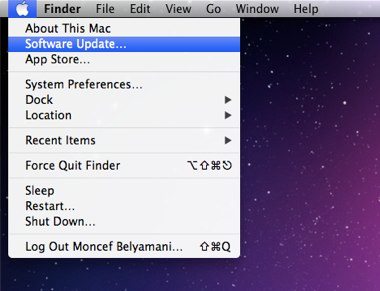 Finder File Edit View Go Window Help
About This Mac
Software Update...
App Store...
System Preferences...
Dock
Location
Recent Items
Force Quit Finder ⌥⇧⌘⎋
Sleep
Restart...
Shut Down...
Log Out Moncef Belyamani... ⇧⌘Q